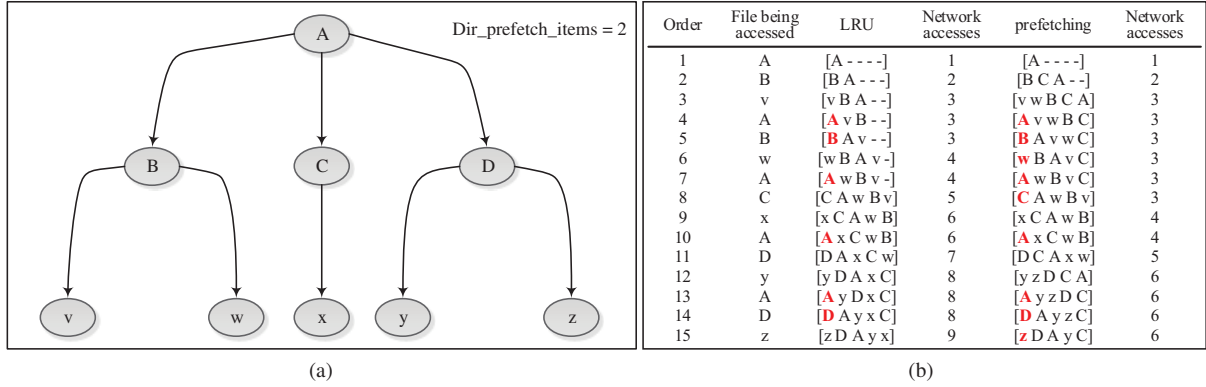 A
Dir_prefetch_items = 2
B C D
v w x y z
(a)
Order File being accessed LRU Network accesses prefetching Network accesses
1 A [A - - - -] 1 [A - - - -] 1
2 B [B A - - -] 2 [B C A - -] 2
3 v [v B A - -] 3 [v w B C A] 3
4 A [A v B - -] 3 [A v w B C] 3
5 B [B A v - -] 3 [B A v w C] 3
6 w [w B A v -] 4 [w B A v C] 3
7 A [A w B v -] 4 [A w B v C] 3
8 C [C A w B v] 5 [C A w B v] 3
9 x [x C A w B] 6 [x C A w B] 4
10 A [A x C w B] 6 [A x C w B] 4
11 D [D A x C w] 7 [D C A x w] 5
12 y [y D A x C] 8 [y z D C A] 6
13 A [A y D x C] 8 [A y z D C] 6
14 D [D A y x C] 8 [D A y z C] 6
15 z [z D A y x] 9 [z D A y C] 6
(b)